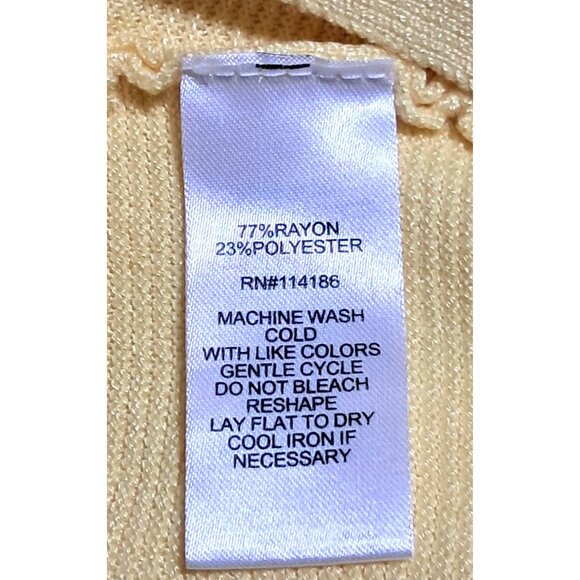 77%RAYON
23%POLYESTER
RN#114186
MACHINE WASH
COLD
WITH LIKE COLORS
GENTLE CYCLE
DO NOT BLEACH
RESHAPE
LAY FLAT TO DRY
COOL IRON IF
NECESSARY